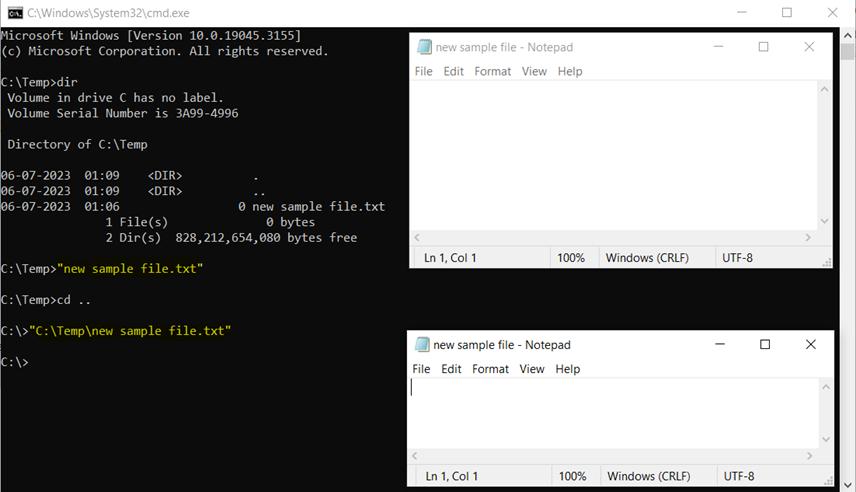 C:\Windows\System32\cmd.exe
Microsoft Windows [Version 10.0.19045.3155]
(c) Microsoft Corporation. All rights reserved.
C:\Temp>dir
Volume in drive C has no label.
Volume Serial Number is 3A99-4996
Directory of C:\Temp
06-07-2023  01:09    <DIR>          .
06-07-2023  01:09    <DIR>          ..
06-07-2023  01:06                 0 new sample file.txt
1 File(s)              0 bytes
2 Dir(s)  828,212,654,080 bytes free
C:\Temp>"new sample file.txt"
C:\Temp>cd ..
C:\>"C:\Temp\new sample file.txt"
C:\>
new sample file - Notepad
File Edit Format View Help
Ln 1, Col 1 100% Windows (CRLF) UTF-8
new sample file - Notepad
File Edit Format View Help
Ln 1, Col 1 100% Windows (CRLF) UTF-8